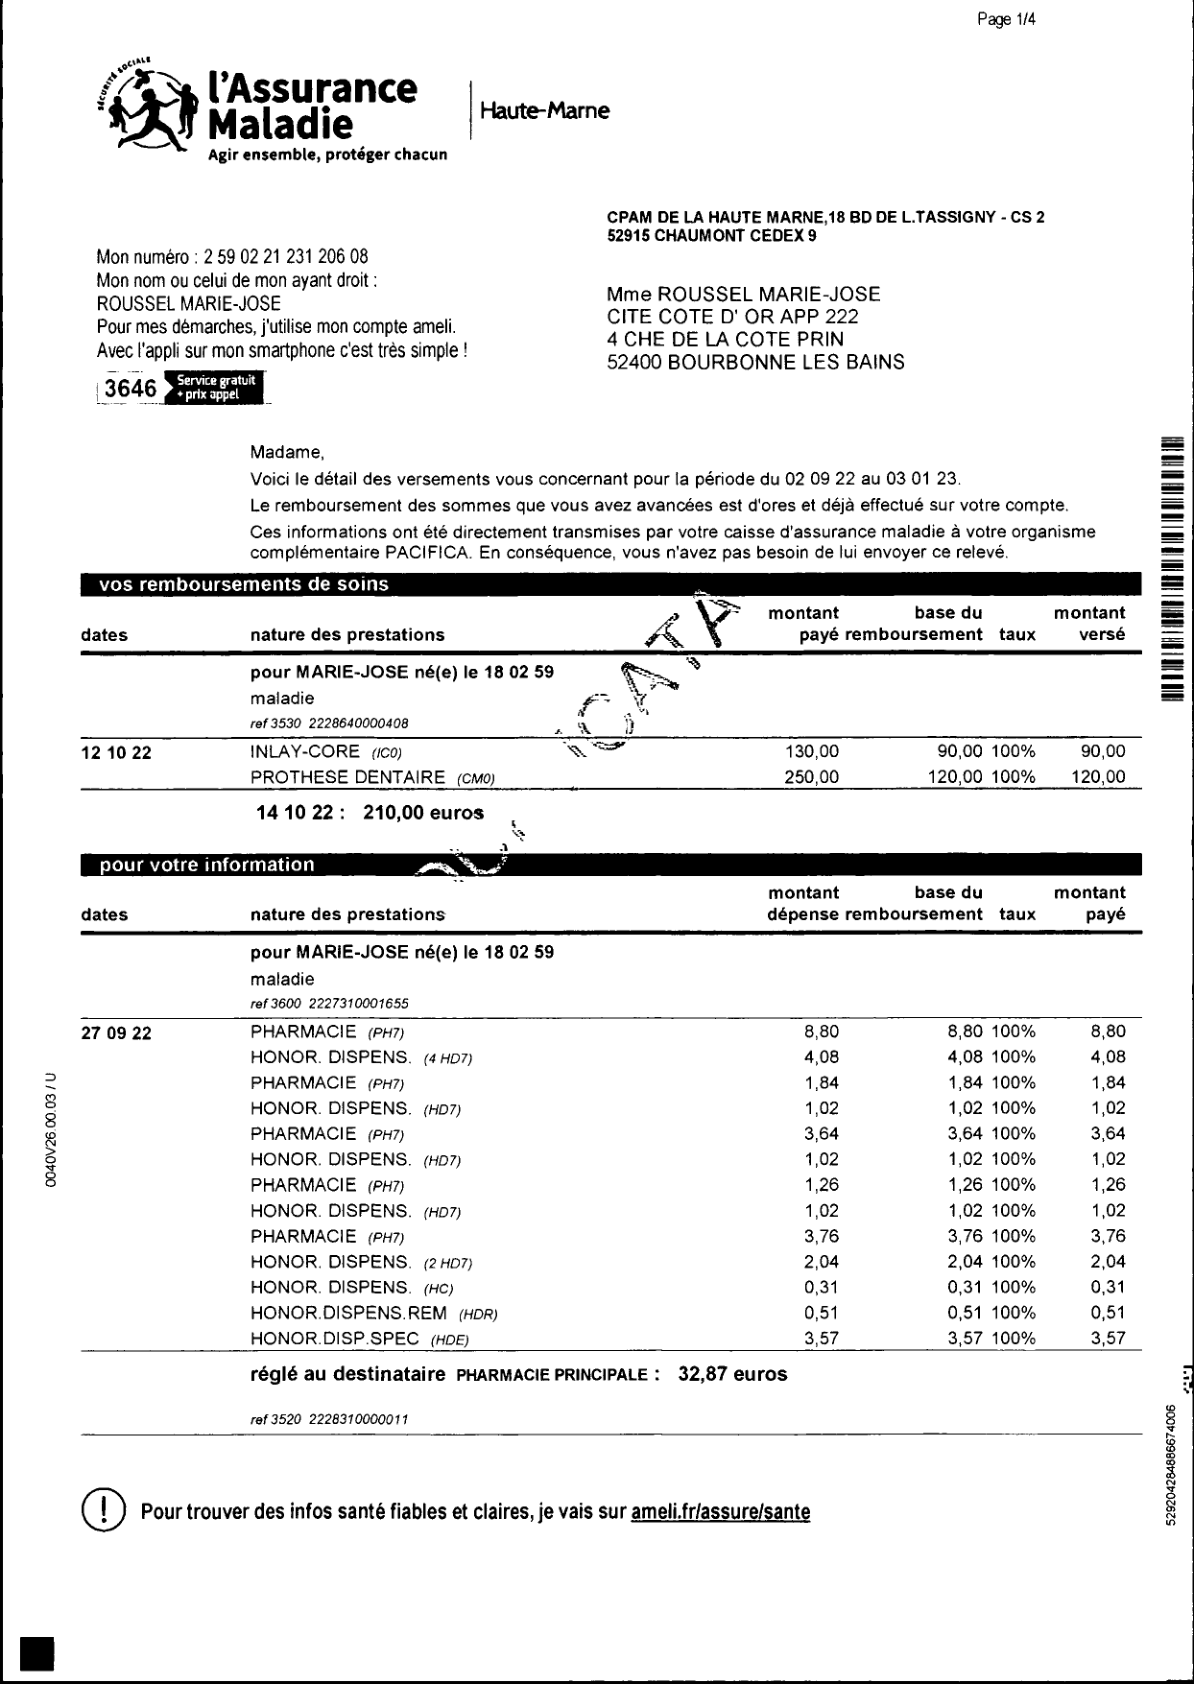 Page 1/4
SÉCURITÉ SOCIALE
l'Assurance
Maladie
Agir ensemble, protéger chacun
Haute-Marne
CPAM DE LA HAUTE MARNE,18 BD DE L.TASSIGNY - CS 2
52915 CHAUMONT CEDEX 9
Mon numéro : 2 59 02 21 231 206 08
Mon nom ou celui de mon ayant droit :
ROUSSEL MARIE-JOSE
Pour mes démarches, j'utilise mon compte ameli.
Avec l'appli sur mon smartphone c'est très simple !
3646 Service gratuit
+ prix appel
Mme ROUSSEL MARIE-JOSE
CITE COTE D' OR APP 222
4 CHE DE LA COTE PRIN
52400 BOURBONNE LES BAINS
Madame,
Voici le détail des versements vous concernant pour la période du 02 09 22 au 03 01 23.
Le remboursement des sommes que vous avez avancées est d'ores et déjà effectué sur votre compte.
Ces informations ont été directement transmises par votre caisse d'assurance maladie à votre organisme
complémentaire PACIFICA. En conséquence, vous n'avez pas besoin de lui envoyer ce relevé.
vos remboursements de soins
montant base du montant
dates nature des prestations payé remboursement taux versé
pour MARIE-JOSE né(e) le 18 02 59
maladie
ref 3530 2228640000408
12 10 22 INLAY-CORE (IC0) 130,00 90,00 100% 90,00
PROTHESE DENTAIRE (CM0) 250,00 120,00 100% 120,00
14 10 22 : 210,00 euros
pour votre information
montant base du montant
dates nature des prestations dépense remboursement taux payé
pour MARIE-JOSE né(e) le 18 02 59
maladie
ref 3600 2227310001655
27 09 22 PHARMACIE (PH7) 8,80 8,80 100% 8,80
HONOR. DISPENS. (4 HD7) 4,08 4,08 100% 4,08
PHARMACIE (PH7) 1,84 1,84 100% 1,84
HONOR. DISPENS. (HD7) 1,02 1,02 100% 1,02
PHARMACIE (PH7) 3,64 3,64 100% 3,64
HONOR. DISPENS. (HD7) 1,02 1,02 100% 1,02
PHARMACIE (PH7) 1,26 1,26 100% 1,26
HONOR. DISPENS. (HD7) 1,02 1,02 100% 1,02
PHARMACIE (PH7) 3,76 3,76 100% 3,76
HONOR. DISPENS. (2 HD7) 2,04 2,04 100% 2,04
HONOR. DISPENS. (HC) 0,31 0,31 100% 0,31
HONOR.DISPENS.REM (HDR) 0,51 0,51 100% 0,51
HONOR.DISP.SPEC (HDE) 3,57 3,57 100% 3,57
réglé au destinataire PHARMACIE PRINCIPALE : 32,87 euros
ref 3520 2228310000011
Pour trouver des infos santé fiables et claires, je vais sur ameli.fr/assure/sante
0040V26.00.03 / U
529204284886674006